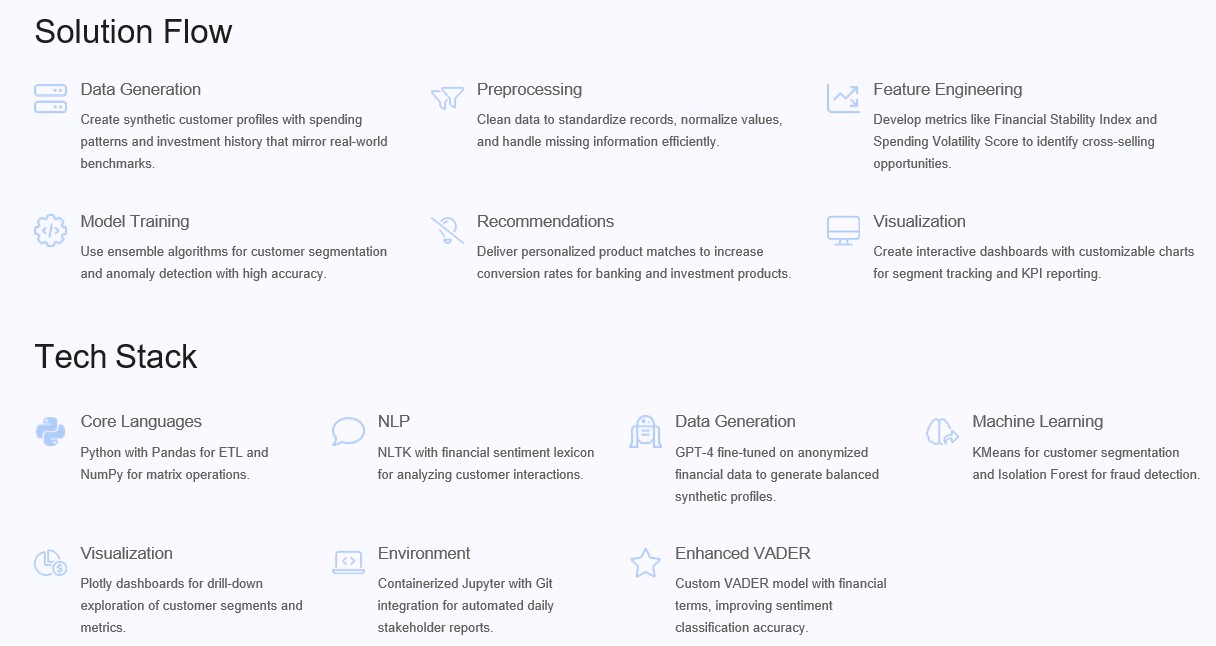 Solution Flow
Data Generation
Create synthetic customer profiles with spending
patterns and investment history that mirror real-world
benchmarks.
Preprocessing
Clean data to standardize records, normalize values,
and handle missing information efficiently.
Feature Engineering
Develop metrics like Financial Stability Index and
Spending Volatility Score to identify cross-selling
opportunities.
Model Training
Use ensemble algorithms for customer segmentation
and anomaly detection with high accuracy.
Recommendations
Deliver personalized product matches to increase
conversion rates for banking and investment products.
Visualization
Create interactive dashboards with customizable charts
for segment tracking and KPI reporting.
Tech Stack
Core Languages
Python with Pandas for ETL and
NumPy for matrix operations.
NLP
NLTK with financial sentiment lexicon
for analyzing customer interactions.
Data Generation
GPT-4 fine-tuned on anonymized
financial data to generate balanced
synthetic profiles.
Machine Learning
KMeans for customer segmentation
and Isolation Forest for fraud detection.
Visualization
Plotly dashboards for drill-down
exploration of customer segments and
metrics.
Environment
Containerized Jupyter with Git
integration for automated daily
stakeholder reports.
Enhanced VADER
Custom VADER model with financial
terms, improving sentiment
classification accuracy.